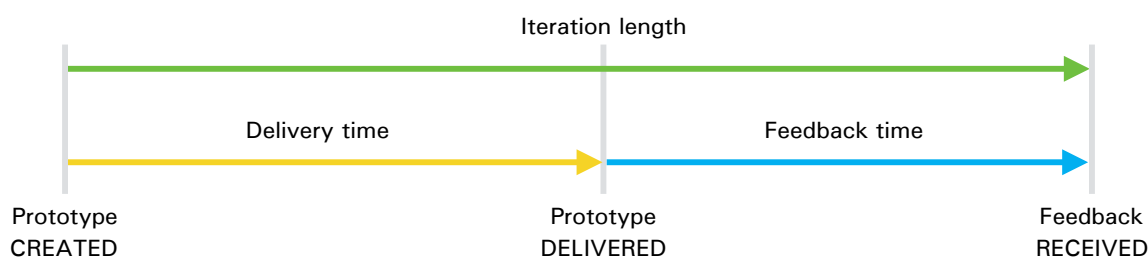 Iteration length
Delivery time
Feedback time
Prototype
CREATED
Prototype
DELIVERED
Feedback
RECEIVED